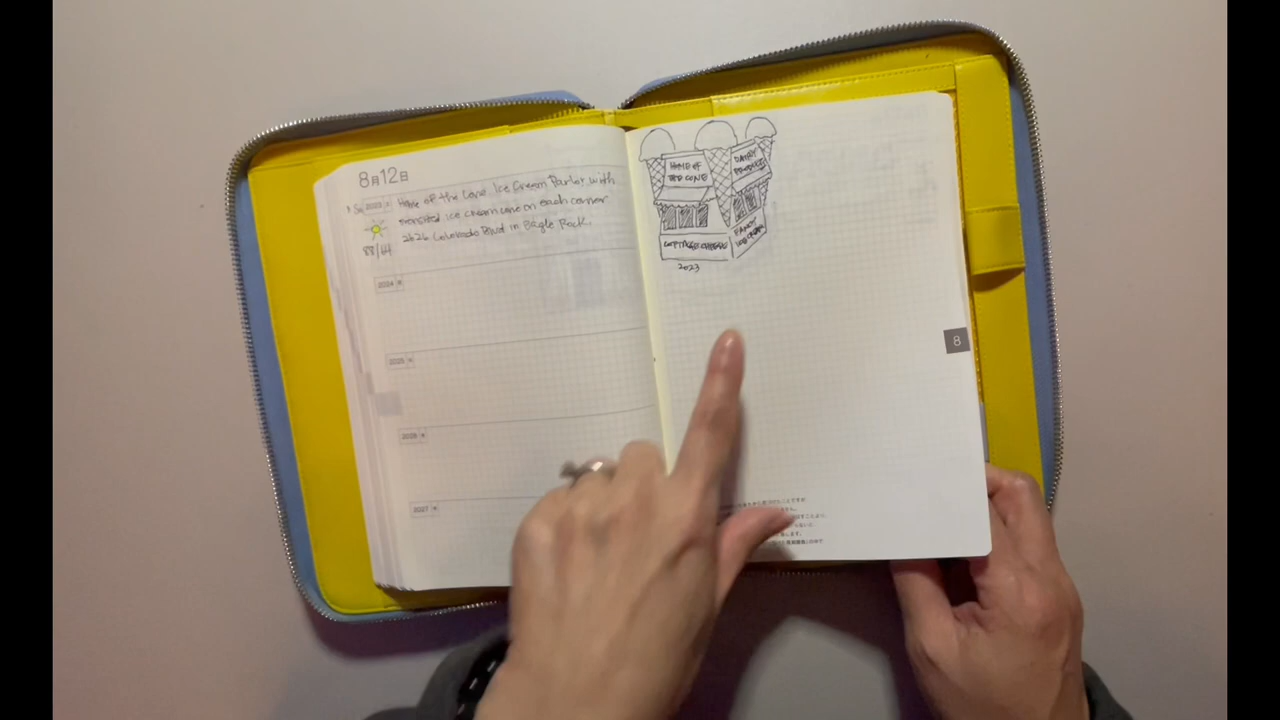 8月12日
2023
Home of the Cone Ice Cream Parlor with
ice cream cone on each corner
2626 Colorado Blvd in Eagle Rock.
88/64
2024
2025
2026
2027
HOME OF
THE CONE
DAIRY
PRODUCTS
COTTAGE CHEESE
FANCY
ICE CREAM
2023
8